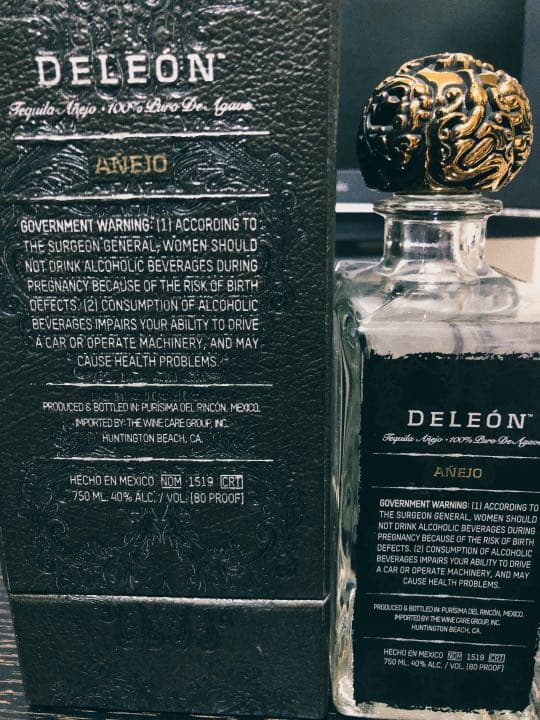 DELEÓN™
Tequila Añejo · 100% Puro De Agave
AÑEJO
GOVERNMENT WARNING: (1) ACCORDING TO
THE SURGEON GENERAL, WOMEN SHOULD
NOT DRINK ALCOHOLIC BEVERAGES DURING
PREGNANCY BECAUSE OF THE RISK OF BIRTH
DEFECTS. (2) CONSUMPTION OF ALCOHOLIC
BEVERAGES IMPAIRS YOUR ABILITY TO DRIVE
A CAR OR OPERATE MACHINERY, AND MAY
CAUSE HEALTH PROBLEMS.
PRODUCED & BOTTLED IN: PURÍSIMA DEL RINCÓN, MEXICO.
IMPORTED BY: THE WINE CARE GROUP, INC.
HUNTINGTON BEACH, CA.
HECHO EN MEXICO NOM 1519 CRT
750 ML. 40% ALC. / VOL. (80 PROOF)
DELEÓN™
Tequila Añejo · 100% Puro De Agave
AÑEJO
GOVERNMENT WARNING: (1) ACCORDING TO
THE SURGEON GENERAL, WOMEN SHOULD
NOT DRINK ALCOHOLIC BEVERAGES DURING
PREGNANCY BECAUSE OF THE RISK OF BIRTH
DEFECTS. (2) CONSUMPTION OF ALCOHOLIC
BEVERAGES IMPAIRS YOUR ABILITY TO DRIVE
A CAR OR OPERATE MACHINERY, AND MAY
CAUSE HEALTH PROBLEMS.
PRODUCED & BOTTLED IN: PURÍSIMA DEL RINCÓN, MEXICO.
IMPORTED BY: THE WINE CARE GROUP, INC.
HUNTINGTON BEACH, CA.
HECHO EN MEXICO NOM 1519 CRT
750 ML. 40% ALC. / VOL. (80 PROOF)